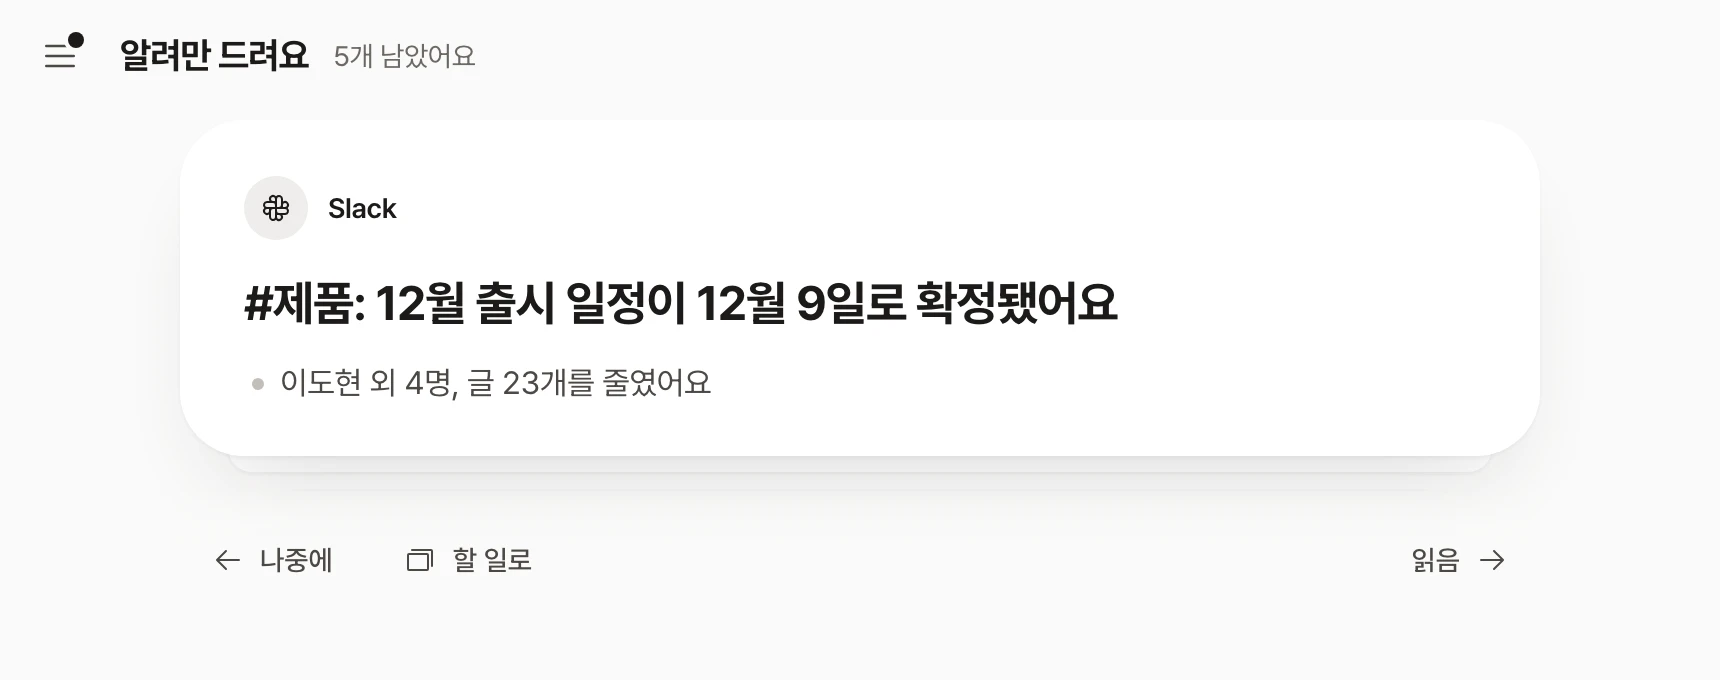 알려만 드려요 5개 남았어요
Slack
#제품: 12월 출시 일정이 12월 9일로 확정됐어요
이도현 외 4명, 글 23개를 줄였어요
나중에 할 일로 읽음